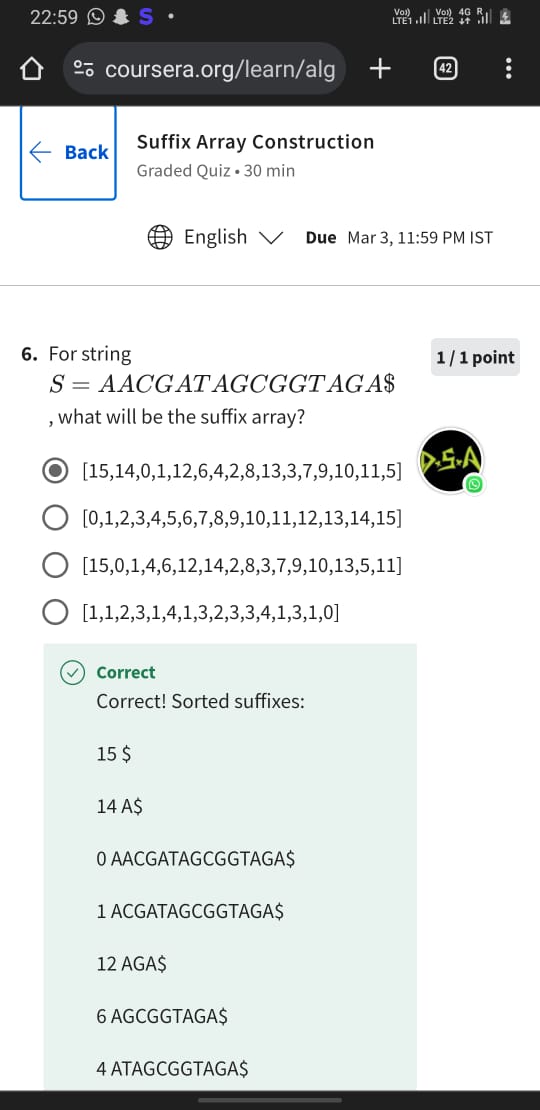 22:59 S •
Vo)) LTE1 Vo)) LTE2 4G R
coursera.org/learn/alg
42
Back
Suffix Array Construction
Graded Quiz • 30 min
English Due Mar 3, 11:59 PM IST
6. For string
1 / 1 point
S = AACGATAGCGGTAGA$
, what will be the suffix array?
[15,14,0,1,12,6,4,2,8,13,3,7,9,10,11,5]
D.S.A
[0,1,2,3,4,5,6,7,8,9,10,11,12,13,14,15]
[15,0,1,4,6,12,14,2,8,3,7,9,10,13,5,11]
[1,1,2,3,1,4,1,3,2,3,3,4,1,3,1,0]
Correct
Correct! Sorted suffixes:
15 $
14 A$
0 AACGATAGCGGTAGA$
1 ACGATAGCGGTAGA$
12 AGA$
6 AGCGGTAGA$
4 ATAGCGGTAGA$